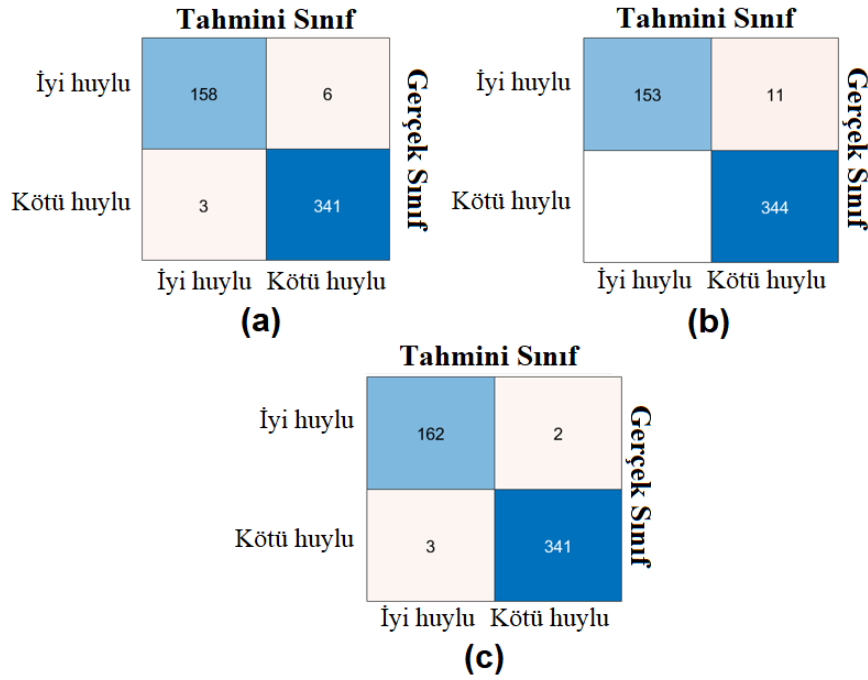 Tahmini Sınıf
İyi huylu 158 6
Kötü huylu 3 341
Gerçek Sınıf
İyi huylu Kötü huylu
(a)
Tahmini Sınıf
İyi huylu 153 11
Kötü huylu 344
Gerçek Sınıf
İyi huylu Kötü huylu
(b)
Tahmini Sınıf
İyi huylu 162 2
Kötü huylu 3 341
Gerçek Sınıf
İyi huylu Kötü huylu
(c)